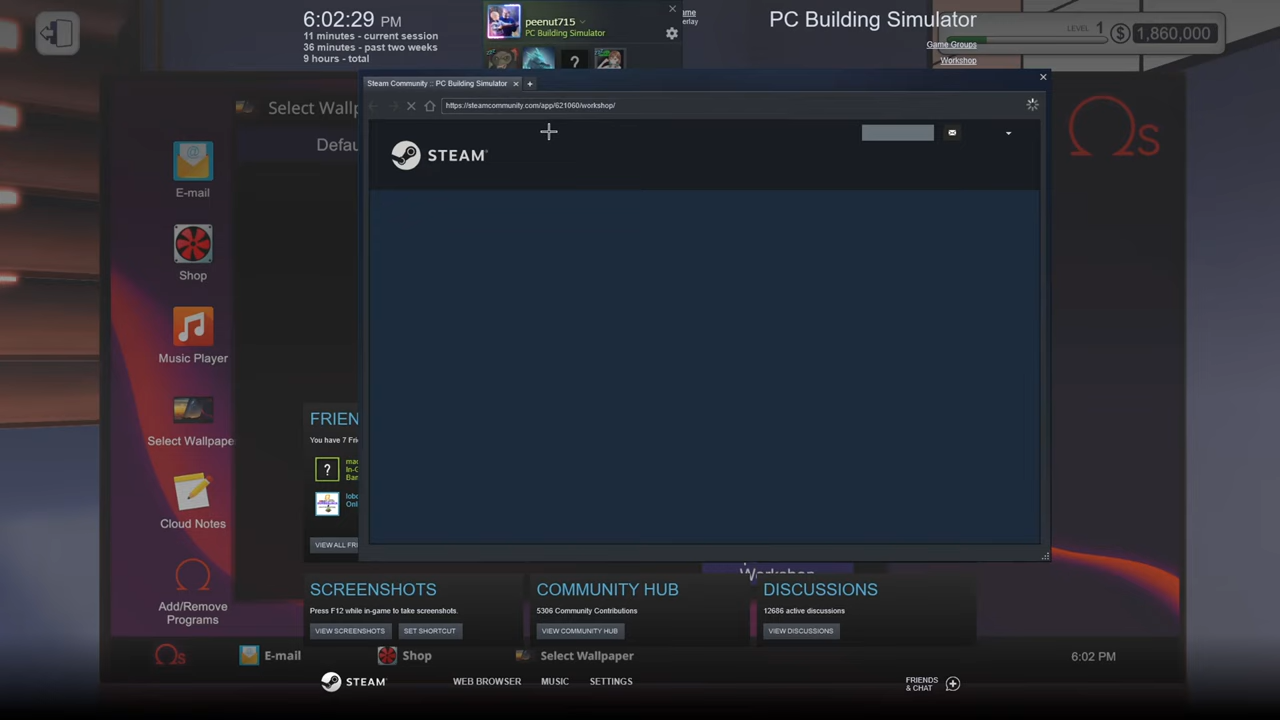 6:02:29 PM
11 minutes - current session
36 minutes - past two weeks
9 hours - total
peenut715
PC Building Simulator
PC Building Simulator
Game Groups
Workshop
LEVEL 1
$ 1,860,000
Steam Community :: PC Building Simulator
https://steamcommunity.com/app/621060/workshop/
STEAM
Select Wallp
Defau
E-mail
Shop
Music Player
Select Wallpape
Cloud Notes
Add/Remove
Programs
FRIEN
You have 7 Frie
In-G
Onl
VIEW ALL FRI
Workshop
SCREENSHOTS
Press F12 while in-game to take screenshots.
VIEW SCREENSHOTS
SET SHORTCUT
COMMUNITY HUB
5306 Community Contributions
VIEW COMMUNITY HUB
DISCUSSIONS
12686 active discussions
VIEW DISCUSSIONS
E-mail
Shop
Select Wallpaper
6:02 PM
STEAM
WEB BROWSER
MUSIC
SETTINGS
FRIENDS
& CHAT